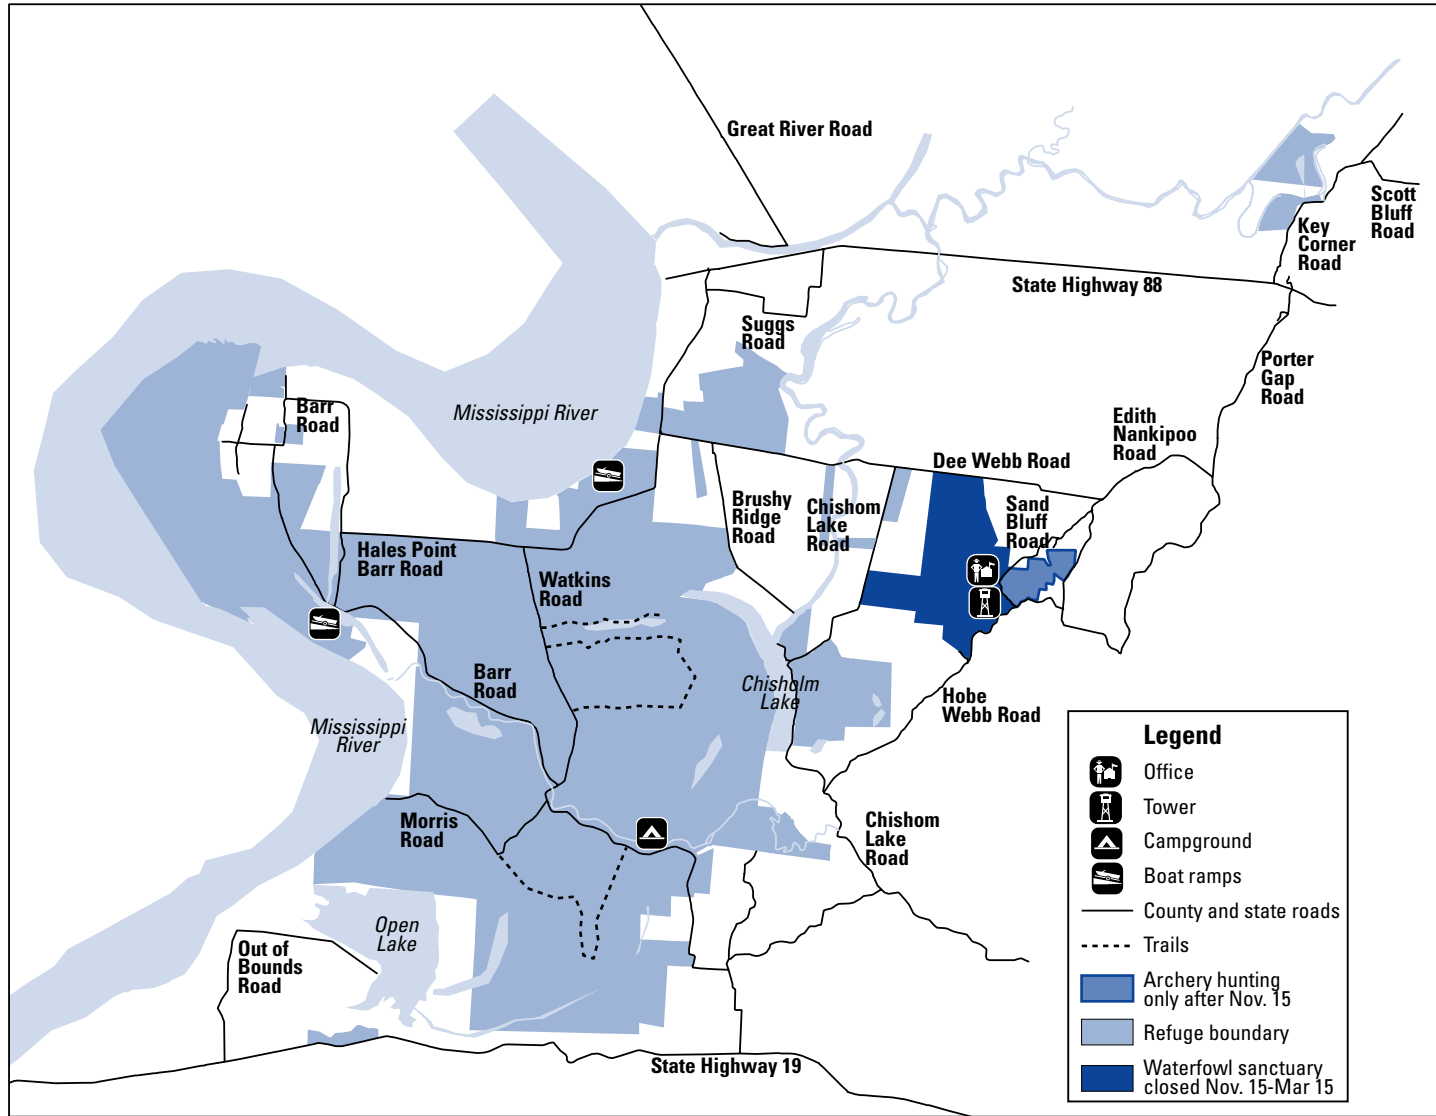 Great River Road
Scott
Bluff
Road
Key
Corner
Road
State Highway 88
Suggs
Road
Porter
Gap
Road
Barr
Road
Mississippi River
Edith
Nankipoo
Road
Dee Webb Road
Brushy
Ridge
Road
Chishom
Lake
Road
Sand
Bluff
Road
Hales Point
Barr Road
Watkins
Road
Barr
Road
Chisholm
Lake
Hobe
Webb Road
Mississippi
River
Morris
Road
Chishom
Lake
Road
Open
Lake
Out of
Bounds
Road
State Highway 19
Legend
Office
Tower
Campground
Boat ramps
County and state roads
Trails
Archery hunting
only after Nov. 15
Refuge boundary
Waterfowl sanctuary
closed Nov. 15-Mar 15